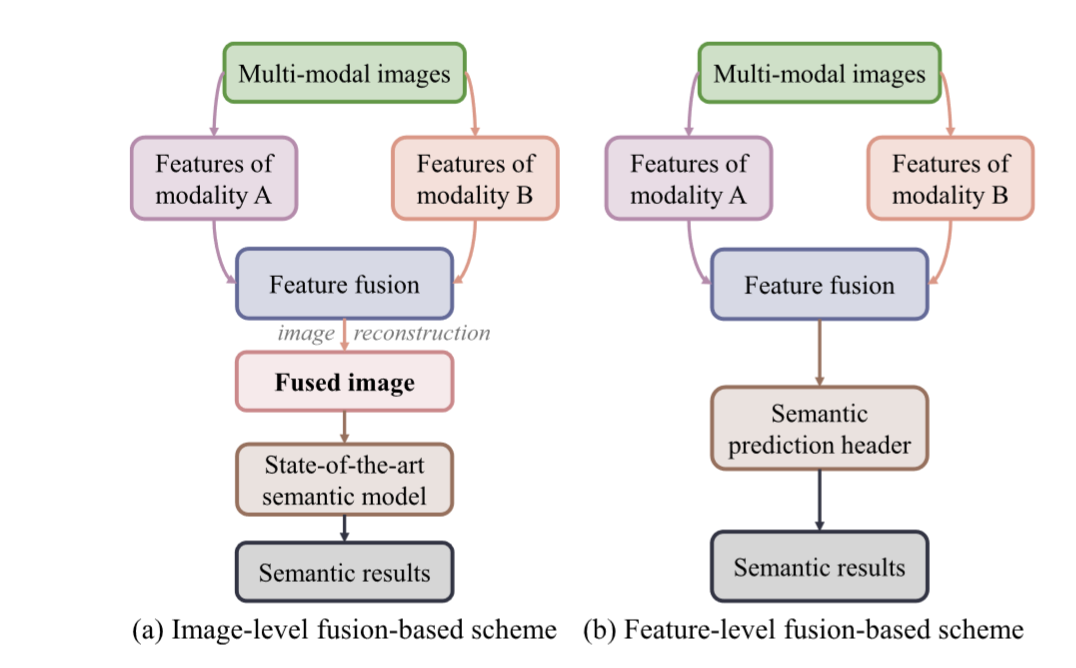 Multi-modal images
Features of
modality A
Features of
modality B
Feature fusion
image reconstruction
Fused image
State-of-the-art
semantic model
Semantic results
(a) Image-level fusion-based scheme
Multi-modal images
Features of
modality A
Features of
modality B
Feature fusion
Semantic
prediction header
Semantic results
(b) Feature-level fusion-based scheme